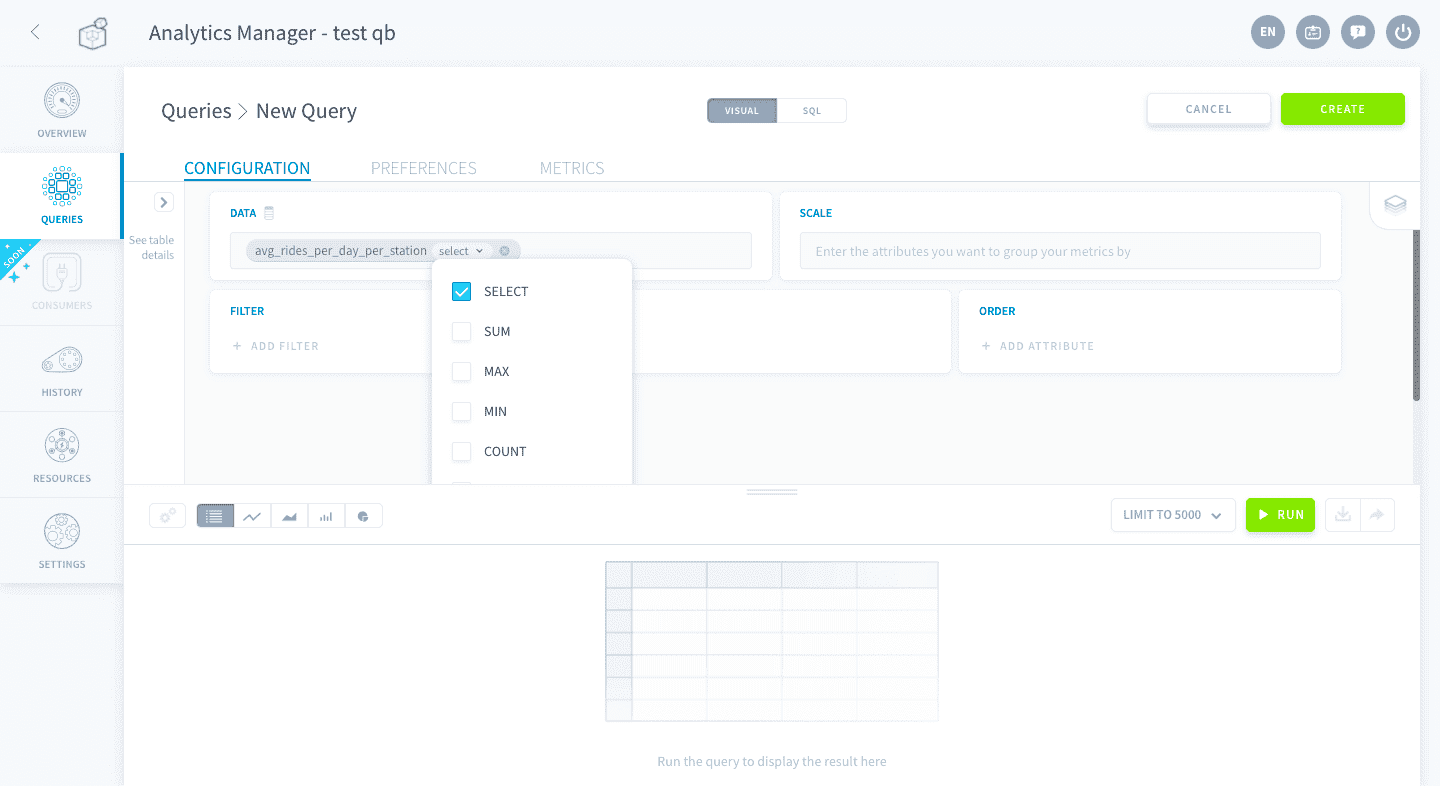 Analytics Manager - test qb
EN
OVERVIEW
QUERIES
SOON
CONSUMERS
HISTORY
RESOURCES
SETTINGS
Queries > New Query
VISUAL
SQL
CANCEL
CREATE
CONFIGURATION
PREFERENCES
METRICS
See table
details
DATA
avg_rides_per_day_per_station
select
SCALE
Enter the attributes you want to group your metrics by
SELECT
SUM
MAX
MIN
COUNT
FILTER
+ ADD FILTER
ORDER
+ ADD ATTRIBUTE
LIMIT TO 5000
RUN
Run the query to display the result here